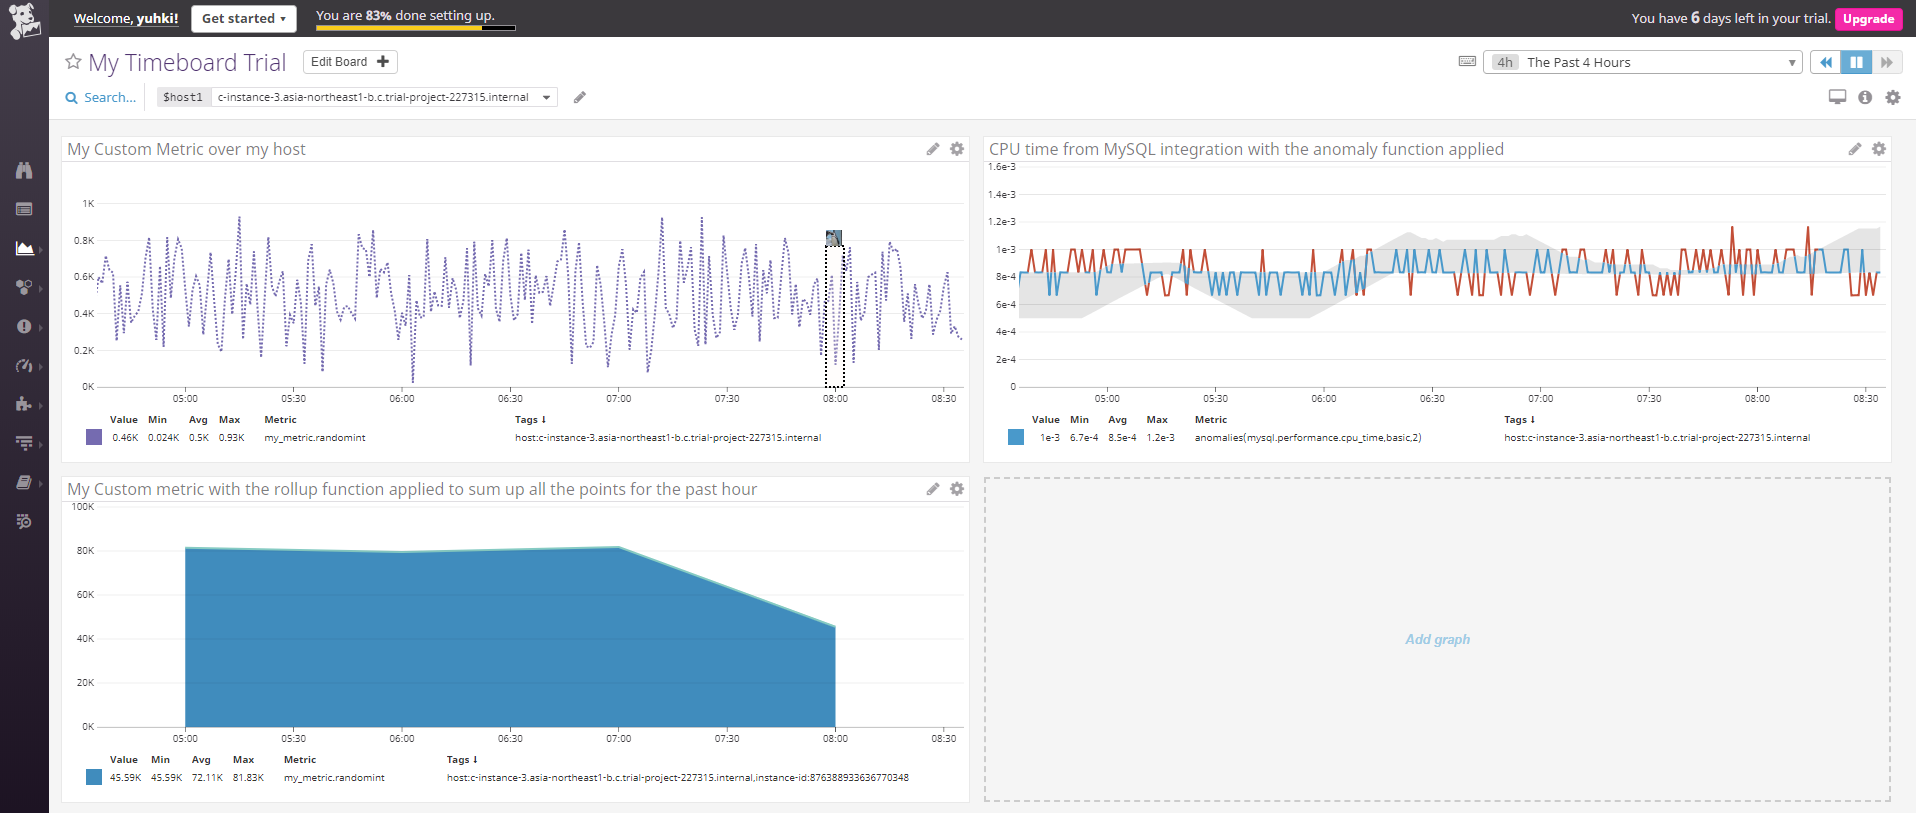 Welcome, yuhki! Get started ▾ You are 83% done setting up. You have 6 days left in your trial. Upgrade
My Timeboard Trial Edit Board + 4h The Past 4 Hours
Search... $host1 c-instance-3.asia-northeast1-b.c.trial-project-227315.internal
My Custom Metric over my host
1K
0.8K
0.6K
0.4K
0.2K
0K
05:00 05:30 06:00 06:30 07:00 07:30 08:00 08:30
Value Min Avg Max Metric Tags ↓
0.46K 0.024K 0.5K 0.93K my_metric.randomint host:c-instance-3.asia-northeast1-b.c.trial-project-227315.internal
CPU time from MySQL integration with the anomaly function applied
1.6e-3
1.4e-3
1.2e-3
1e-3
8e-4
6e-4
4e-4
2e-4
0
05:00 05:30 06:00 06:30 07:00 07:30 08:00 08:30
Value Min Avg Max Metric Tags ↓
1e-3 6.7e-4 8.5e-4 1.2e-3 anomalies(mysql.performance.cpu_time,basic,2) host:c-instance-3.asia-northeast1-b.c.trial-project-227315.internal
My Custom metric with the rollup function applied to sum up all the points for the past hour
100K
80K
60K
40K
20K
0K
05:00 05:30 06:00 06:30 07:00 07:30 08:00 08:30
Value Min Avg Max Metric Tags ↓
45.59K 45.59K 72.11K 81.83K my_metric.randomint host:c-instance-3.asia-northeast1-b.c.trial-project-227315.internal,instance-id:876388933636770348
Add graph